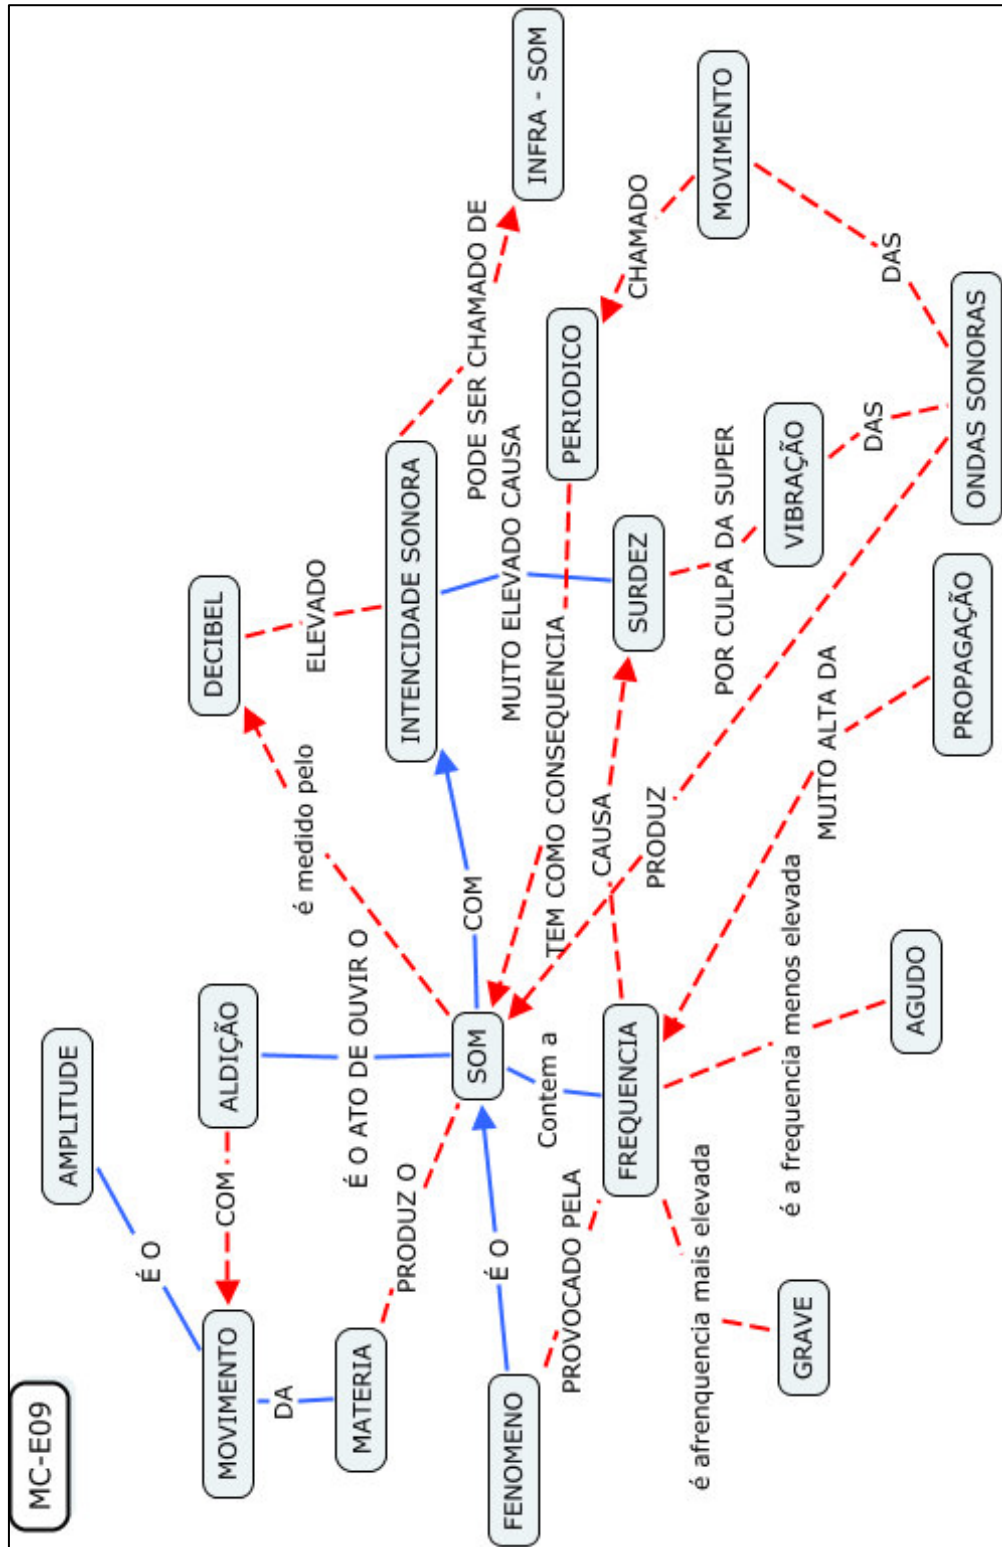 MC-E09
AMPLITUDE
É O
ALDIÇÃO
COM
MOVIMENTO
DA
MATERIA
PRODUZ O
É O ATO DE OUVIR O
DECIBEL
é medido pelo
ELEVADO
INTENCIDADE SONORA
COM
SOM
FENOMENO
É O
PODE SER CHAMADO DE
INFRA - SOM
MUITO ELEVADO CAUSA
PERIODICO
CHAMADO
MOVIMENTO
TEM COMO CONSEQUENCIA
Contem a
PROVOCADO PELA
FREQUENCIA
CAUSA
SURDEZ
PRODUZ
POR CULPA DA SUPER
VIBRAÇÃO
DAS
DAS
ONDAS SONORAS
é afrenquencia mais elevada
GRAVE
é a frequencia menos elevada
AGUDO
MUITO ALTA DA
PROPAGAÇÃO